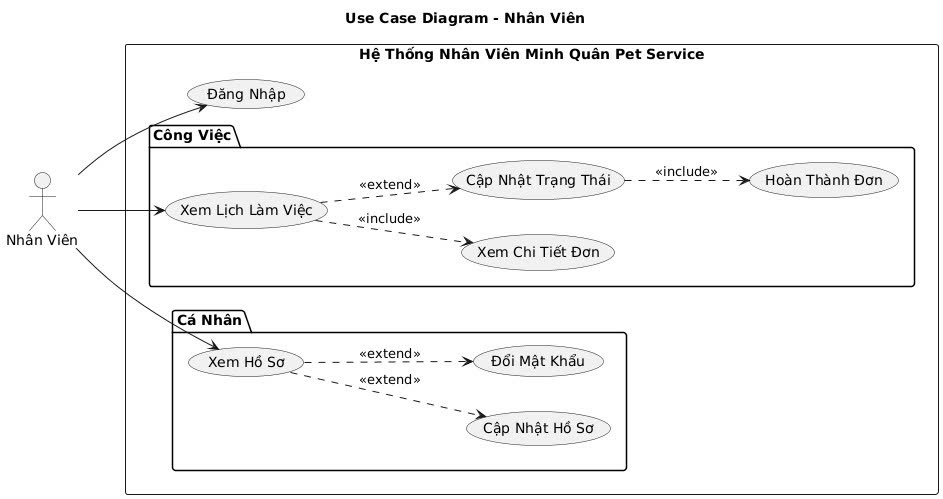 Use Case Diagram - Nhân Viên
Hệ Thống Nhân Viên Minh Quân Pet Service
Đăng Nhập
Công Việc
Nhân Viên
Xem Lịch Làm Việc
«extend»
Cập Nhật Trạng Thái
«include»
Hoàn Thành Đơn
«include»
Xem Chi Tiết Đơn
Cá Nhân
Xem Hồ Sơ
«extend»
Đổi Mật Khẩu
«extend»
Cập Nhật Hồ Sơ